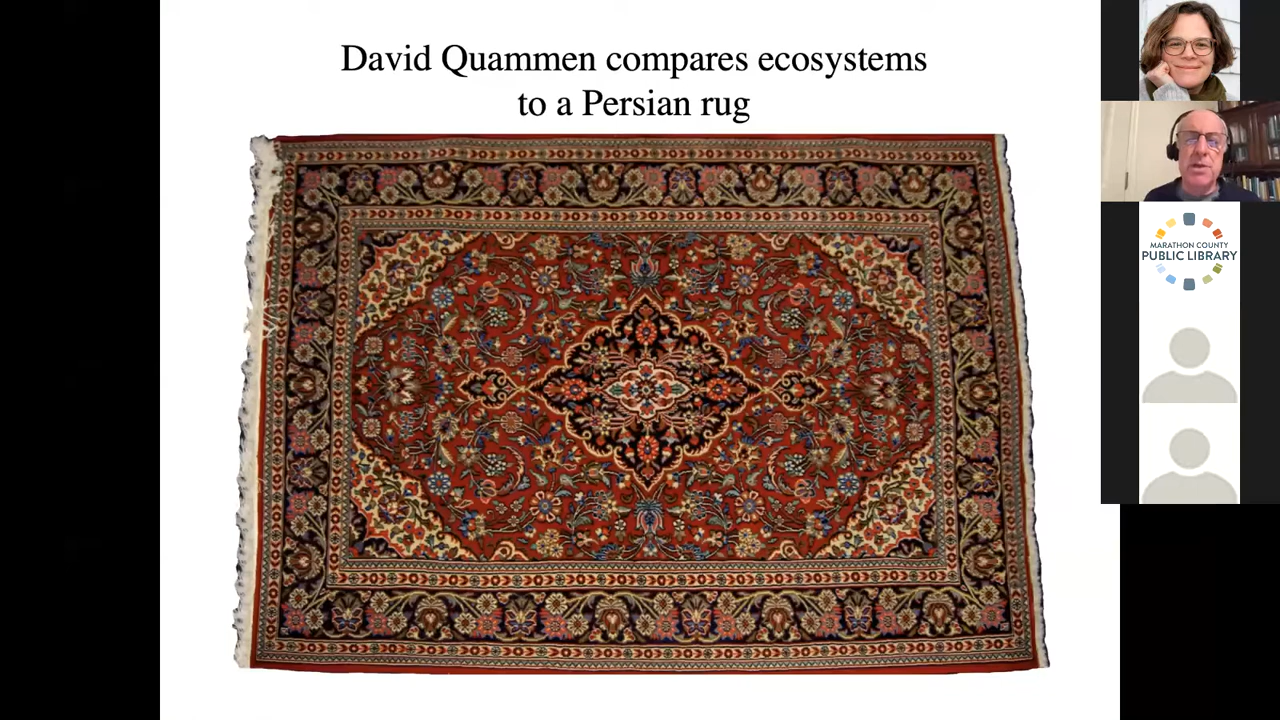 David Quammen compares ecosystems
to a Persian rug
MARATHON COUNTY
PUBLIC LIBRARY